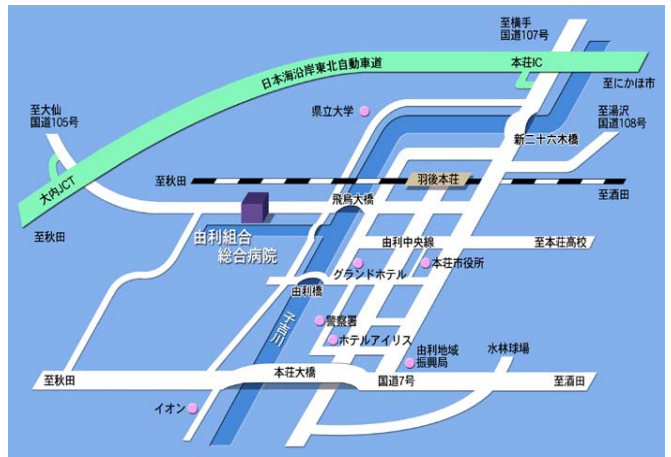 至横手
国道107号
日本海沿岸東北自動車道
本荘IC
至にかほ市
至大仙
国道105号
県立大学
至湯沢
国道108号
新二十六木橋
大内JCT
至秋田
羽後本荘
至酒田
飛鳥大橋
至秋田
由利組合
総合病院
由利中央線
至本荘高校
グランドホテル
本荘市役所
由利橋
子吉川
警察署
ホテルアイリス
由利地域
振興局
水林球場
至秋田
本荘大橋
国道7号
至酒田
イオン